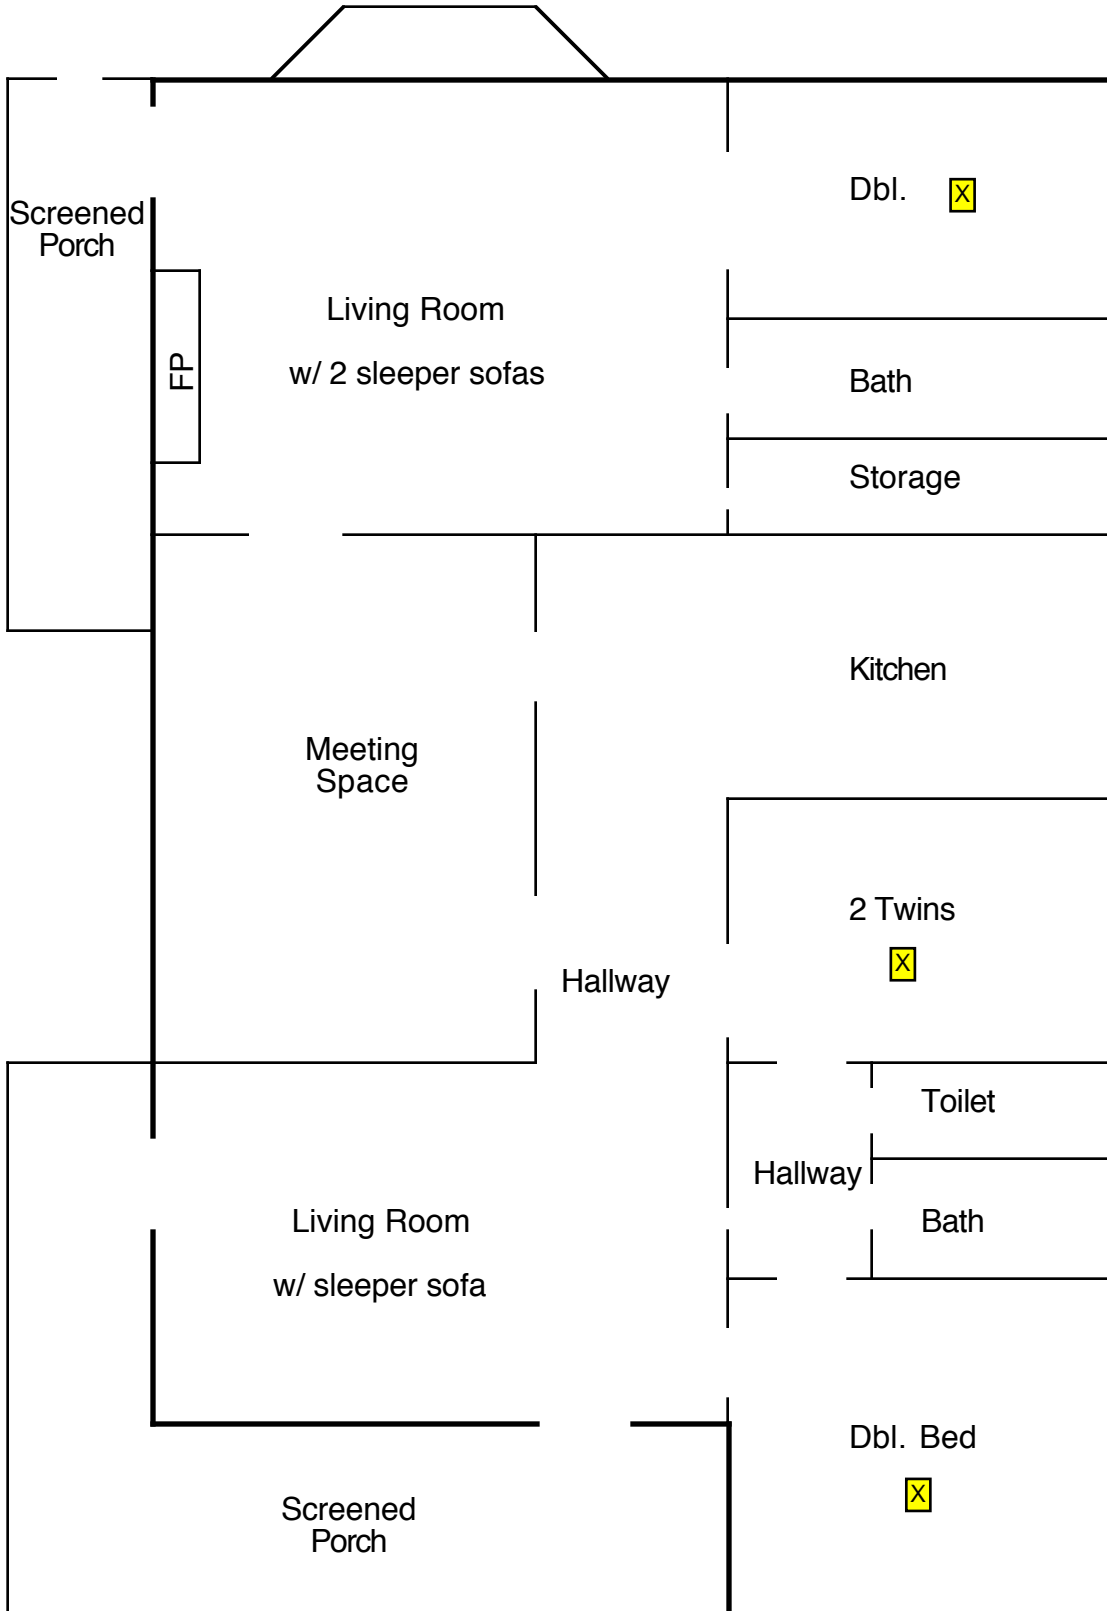 Dbl. X
Screened
Porch
Living Room
w/ 2 sleeper sofas
FP
Bath
Storage
Kitchen
Meeting
Space
2 Twins
X
Hallway
Toilet
Hallway
Bath
Living Room
w/ sleeper sofa
Dbl. Bed
X
Screened
Porch